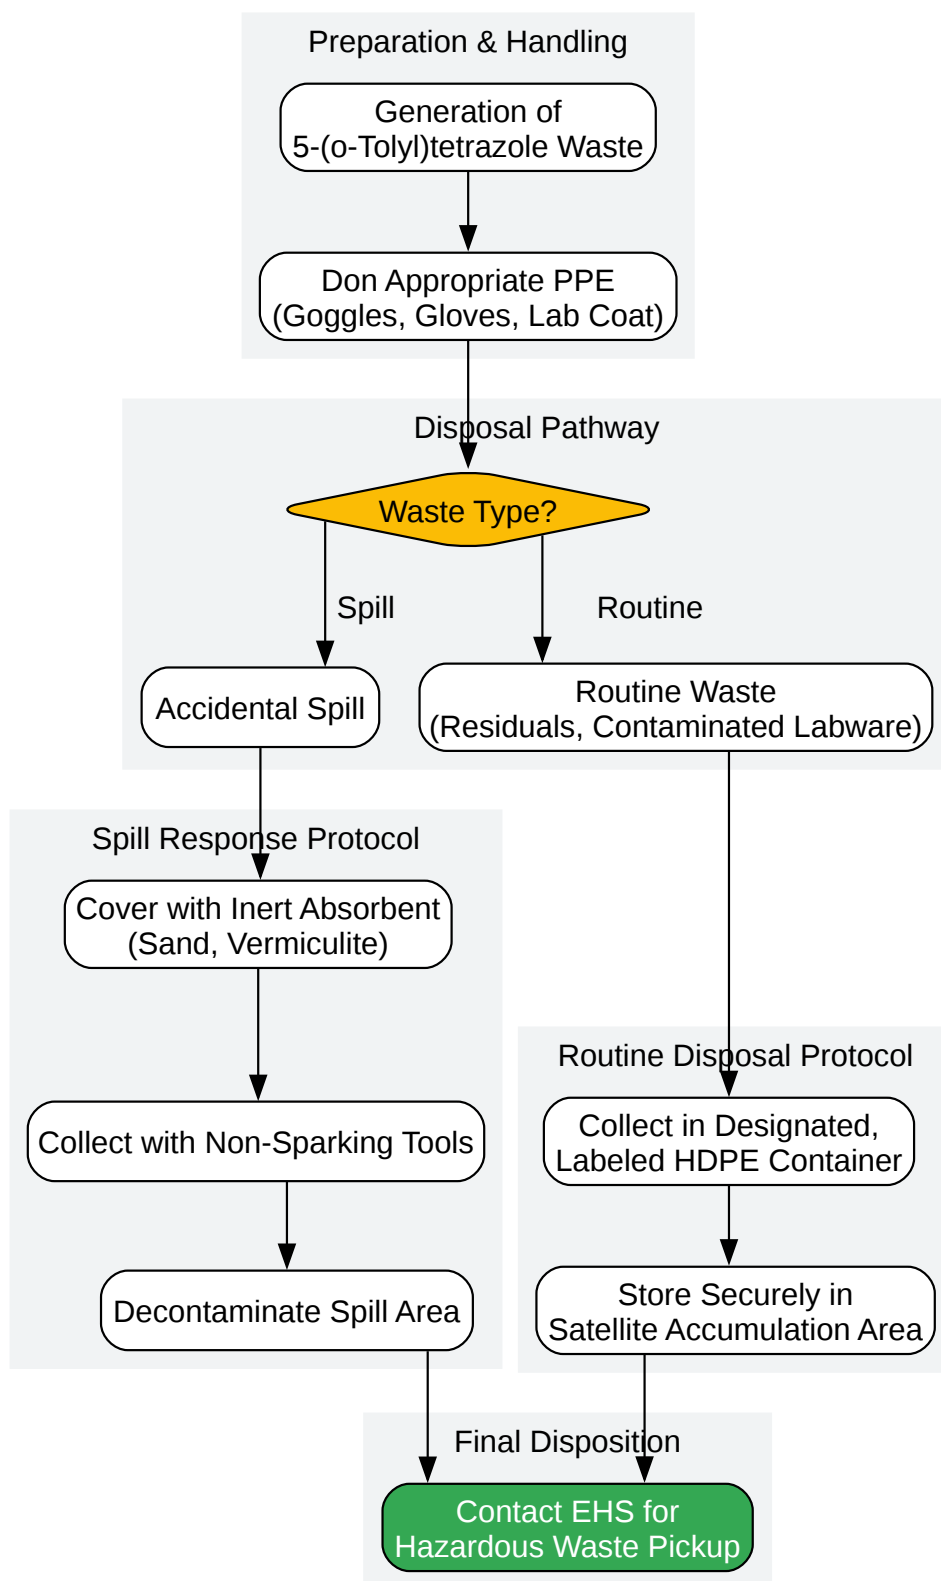 Preparation & Handling
Generation of
5-(o-Tolyl)tetrazole Waste
Don Appropriate PPE
(Goggles, Gloves, Lab Coat)
Disposal Pathway
Waste Type?
Spill
Routine
Accidental Spill
Routine Waste
(Residuals, Contaminated Labware)
Spill Response Protocol
Cover with Inert Absorbent
(Sand, Vermiculite)
Collect with Non-Sparking Tools
Decontaminate Spill Area
Routine Disposal Protocol
Collect in Designated,
Labeled HDPE Container
Store Securely in
Satellite Accumulation Area
Final Disposition
Contact EHS for
Hazardous Waste Pickup